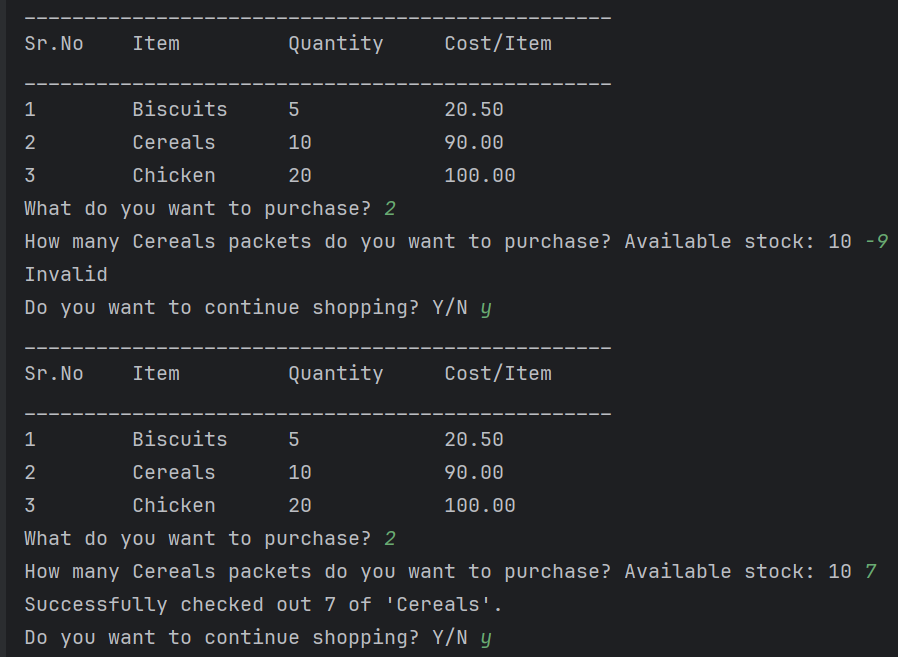 _________________________________________________
Sr.No    Item         Quantity     Cost/Item
_________________________________________________
1        Biscuits     5            20.50
2        Cereals      10           90.00
3        Chicken      20           100.00
What do you want to purchase? 2
How many Cereals packets do you want to purchase? Available stock: 10 -9
Invalid
Do you want to continue shopping? Y/N y
_________________________________________________
Sr.No    Item         Quantity     Cost/Item
_________________________________________________
1        Biscuits     5            20.50
2        Cereals      10           90.00
3        Chicken      20           100.00
What do you want to purchase? 2
How many Cereals packets do you want to purchase? Available stock: 10 7
Successfully checked out 7 of 'Cereals'.
Do you want to continue shopping? Y/N y